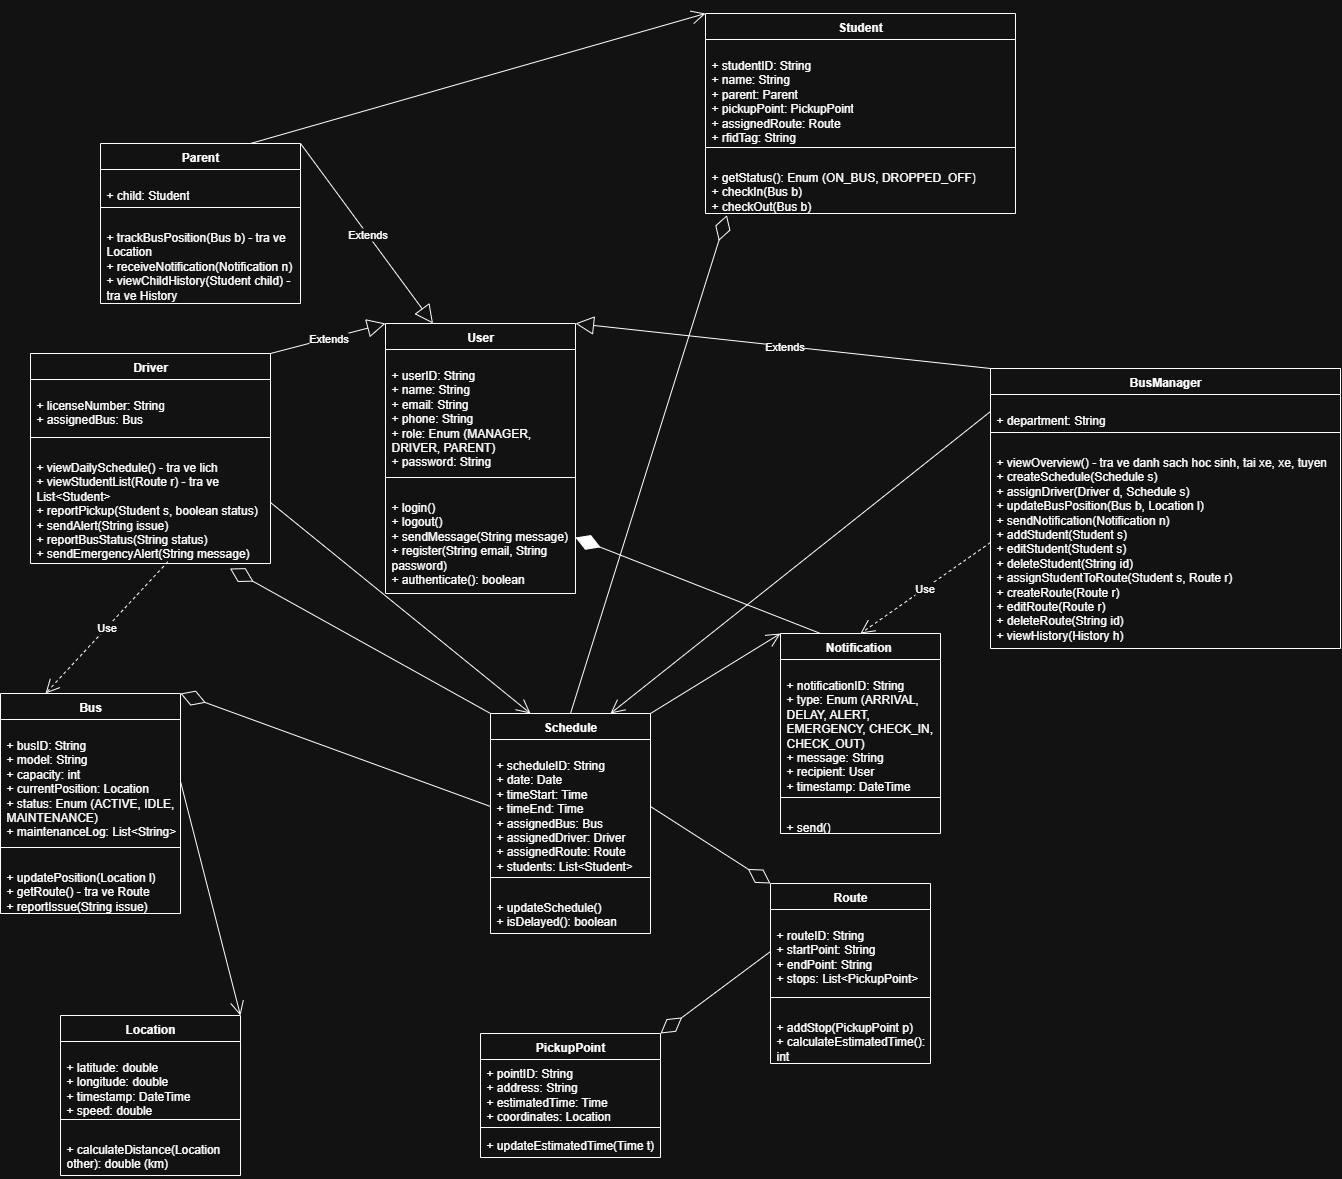 Student
+ studentID: String
+ name: String
+ parent: Parent
+ pickupPoint: PickupPoint
+ assignedRoute: Route
+ rfidTag: String
+ getStatus(): Enum (ON_BUS, DROPPED_OFF)
+ checkIn(Bus b)
+ checkOut(Bus b)
Parent
+ child: Student
+ trackBusPosition(Bus b) - tra ve
Location
+ receiveNotification(Notification n)
+ viewChildHistory(Student child) -
tra ve History
Extends
Extends
Extends
User
+ userID: String
+ name: String
+ email: String
+ phone: String
+ role: Enum (MANAGER,
DRIVER, PARENT)
+ password: String
+ login()
+ logout()
+ sendMessage(String message)
+ register(String email, String
password)
+ authenticate(): boolean
Driver
+ licenseNumber: String
+ assignedBus: Bus
+ viewDailySchedule() - tra ve lich
+ viewStudentList(Route r) - tra ve
List<Student>
+ reportPickup(Student s, boolean status)
+ sendAlert(String issue)
+ reportBusStatus(String status)
+ sendEmergencyAlert(String message)
BusManager
+ department: String
+ viewOverview() - tra ve danh sach hoc sinh, tai xe, xe, tuyen
+ createSchedule(Schedule s)
+ assignDriver(Driver d, Schedule s)
+ updateBusPosition(Bus b, Location l)
+ sendNotification(Notification n)
+ addStudent(Student s)
+ editStudent(Student s)
+ deleteStudent(String id)
+ assignStudentToRoute(Student s, Route r)
+ createRoute(Route r)
+ editRoute(Route r)
+ deleteRoute(String id)
+ viewHistory(History h)
Use
Use
Notification
+ notificationID: String
+ type: Enum (ARRIVAL,
DELAY, ALERT,
EMERGENCY, CHECK_IN,
CHECK_OUT)
+ message: String
+ recipient: User
+ timestamp: DateTime
+ send()
Bus
+ busID: String
+ model: String
+ capacity: int
+ currentPosition: Location
+ status: Enum (ACTIVE, IDLE,
MAINTENANCE)
+ maintenanceLog: List<String>
+ updatePosition(Location l)
+ getRoute() - tra ve Route
+ reportIssue(String issue)
Schedule
+ scheduleID: String
+ date: Date
+ timeStart: Time
+ timeEnd: Time
+ assignedBus: Bus
+ assignedDriver: Driver
+ assignedRoute: Route
+ students: List<Student>
+ updateSchedule()
+ isDelayed(): boolean
Route
+ routeID: String
+ startPoint: String
+ endPoint: String
+ stops: List<PickupPoint>
+ addStop(PickupPoint p)
+ calculateEstimatedTime():
int
Location
+ latitude: double
+ longitude: double
+ timestamp: DateTime
+ speed: double
+ calculateDistance(Location
other): double (km)
PickupPoint
+ pointID: String
+ address: String
+ estimatedTime: Time
+ coordinates: Location
+ updateEstimatedTime(Time t)